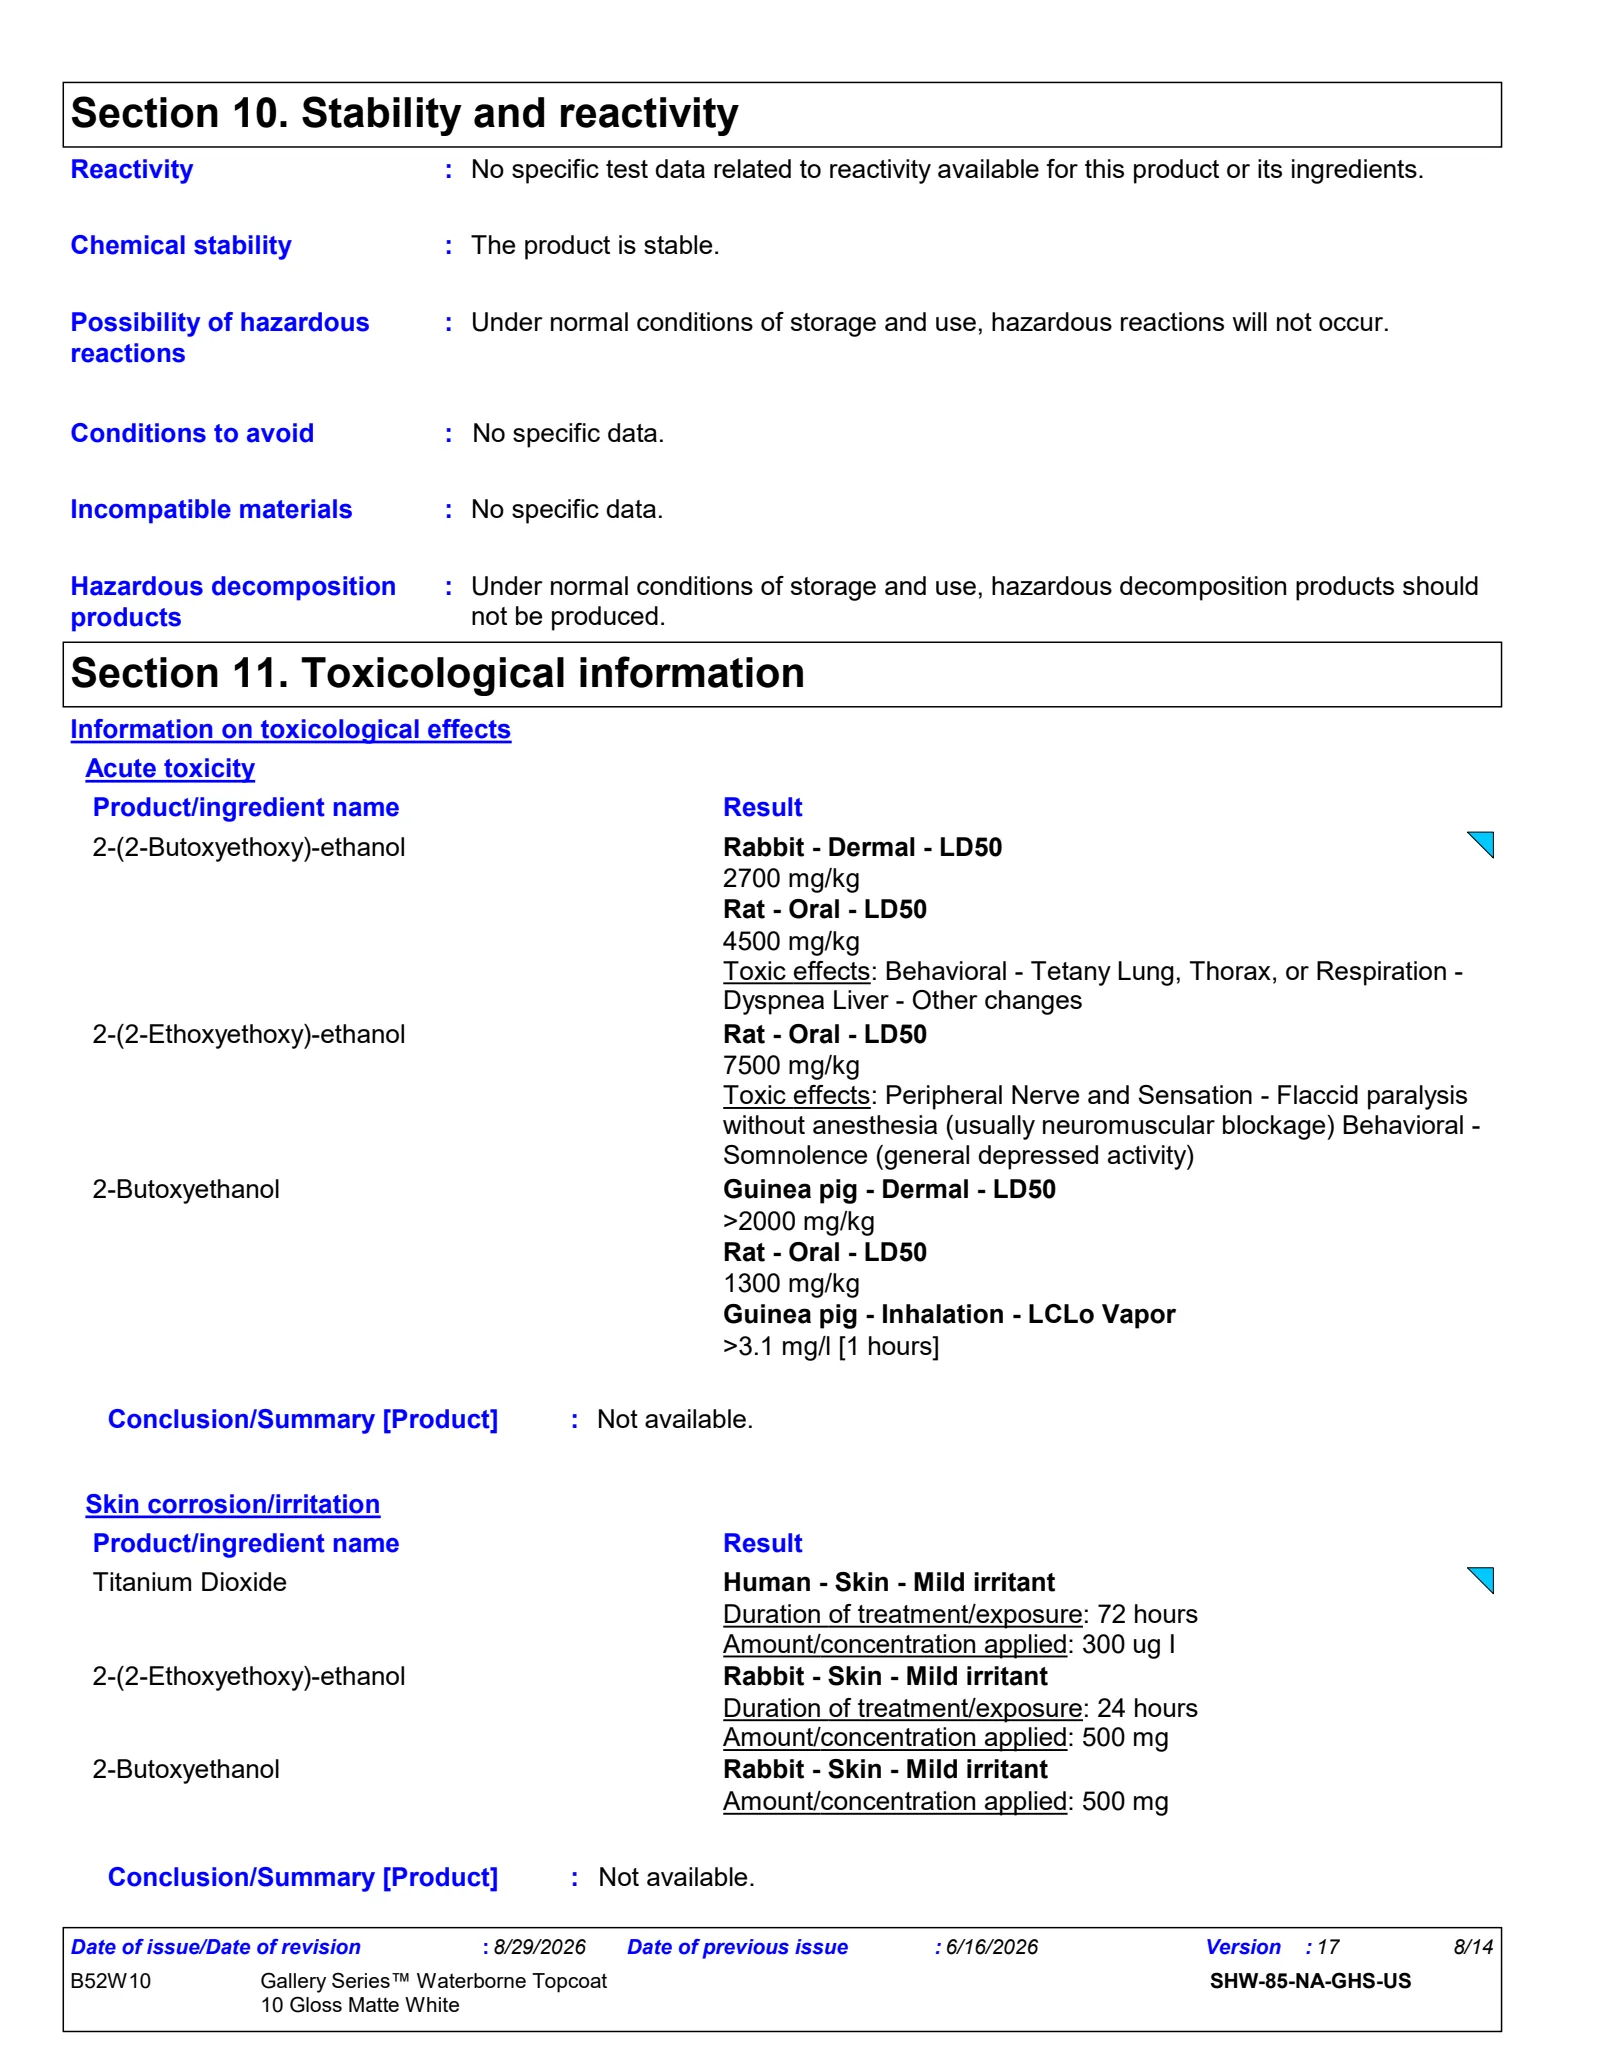 Section 10. Stability and reactivity
Reactivity : No specific test data related to reactivity available for this product or its ingredients.
Chemical stability : The product is stable.
Possibility of hazardous : Under normal conditions of storage and use, hazardous reactions will not occur.
reactions
Conditions to avoid : No specific data.
Incompatible materials : No specific data.
Hazardous decomposition : Under normal conditions of storage and use, hazardous decomposition products should
products not be produced.
Section 11. Toxicological information
Information on toxicological effects
Acute toxicity
Product/ingredient name Result
2-(2-Butoxyethoxy)-ethanol Rabbit - Dermal - LD50
2700 mg/kg
Rat - Oral - LD50
4500 mg/kg
Toxic effects: Behavioral - Tetany Lung, Thorax, or Respiration -
Dyspnea Liver - Other changes
2-(2-Ethoxyethoxy)-ethanol Rat - Oral - LD50
7500 mg/kg
Toxic effects: Peripheral Nerve and Sensation - Flaccid paralysis
without anesthesia (usually neuromuscular blockage) Behavioral -
Somnolence (general depressed activity)
2-Butoxyethanol Guinea pig - Dermal - LD50
>2000 mg/kg
Rat - Oral - LD50
1300 mg/kg
Guinea pig - Inhalation - LCLo Vapor
>3.1 mg/l [1 hours]
Conclusion/Summary [Product] : Not available.
Skin corrosion/irritation
Product/ingredient name Result
Titanium Dioxide Human - Skin - Mild irritant
Duration of treatment/exposure: 72 hours
Amount/concentration applied: 300 ug I
2-(2-Ethoxyethoxy)-ethanol Rabbit - Skin - Mild irritant
Duration of treatment/exposure: 24 hours
Amount/concentration applied: 500 mg
2-Butoxyethanol Rabbit - Skin - Mild irritant
Amount/concentration applied: 500 mg
Conclusion/Summary [Product] : Not available.
Date of issue/Date of revision : 8/29/2026 Date of previous issue : 6/16/2026 Version : 17 8/14
B52W10 Gallery Series™ Waterborne Topcoat SHW-85-NA-GHS-US
10 Gloss Matte White